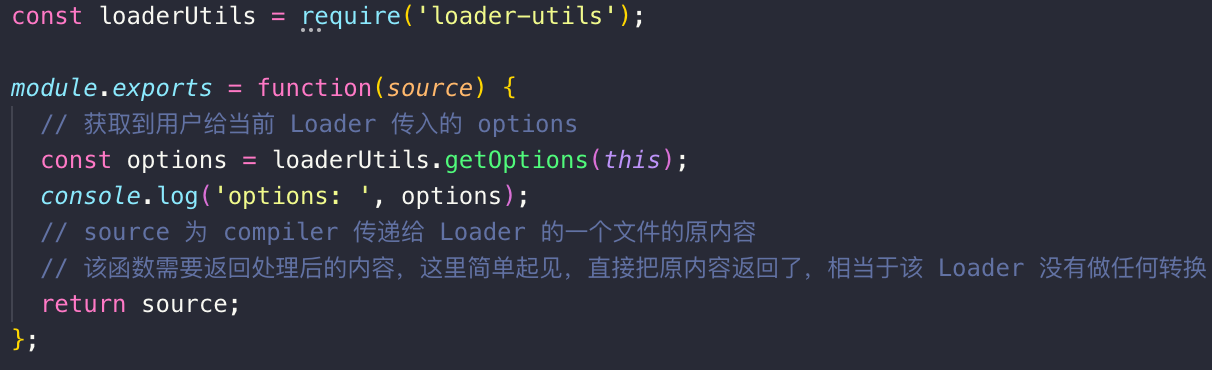 const loaderUtils = require('loader-utils');
module.exports = function(source) {
// 获取到用户给当前 Loader 传入的 options
const options = loaderUtils.getOptions(this);
console.log('options: ', options);
// source 为 compiler 传递给 Loader 的一个文件的原内容
// 该函数需要返回处理后的内容，这里简单起见，直接把原内容返回了，相当于该 Loader 没有做任何转换
return source;
};